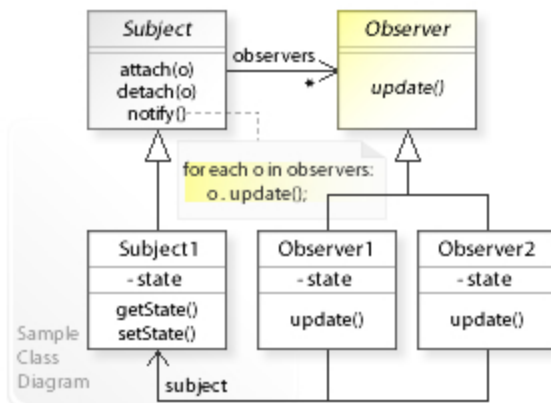 Subject
attach(o)
detach(o)
notify()
observers
*
Observer
update()
for each o in observers:
o . update();
Subject1
- state
getState()
setState()
Observer1
- state
update()
Observer2
- state
update()
subject
Sample
Class
Diagram